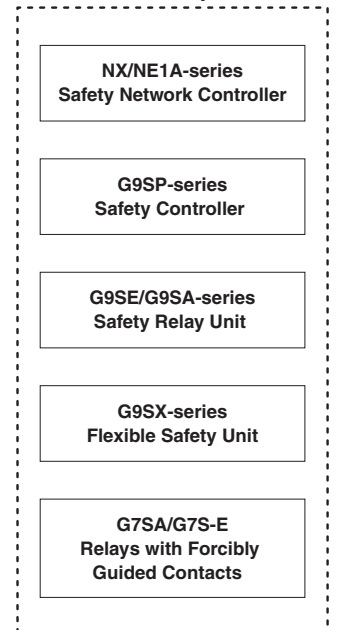 NX/NE1A-series
Safety Network Controller
G9SP-series
Safety Controller
G9SE/G9SA-series
Safety Relay Unit
G9SX-series
Flexible Safety Unit
G7SA/G7S-E
Relays with Forcibly
Guided Contacts